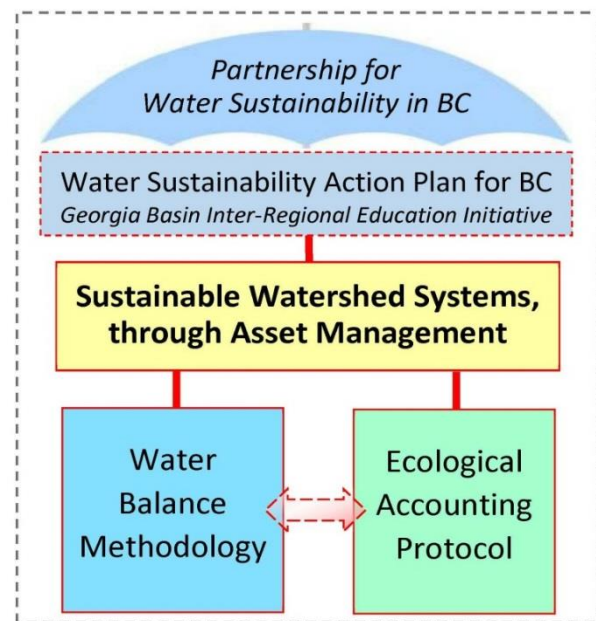 Partnership for
Water Sustainability in BC
Water Sustainability Action Plan for BC
Georgia Basin Inter-Regional Education Initiative
Sustainable Watershed Systems,
through Asset Management
Water
Balance
Methodology
Ecological
Accounting
Protocol